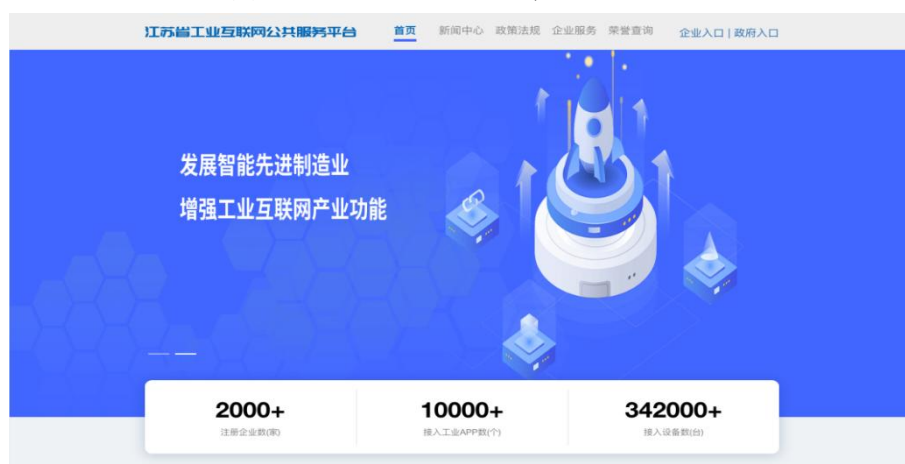 江苏省工业互联网公共服务平台 首页 新闻中心 政策法规 企业服务 荣誉查询 企业入口 | 政府入口
发展智能先进制造业
增强工业互联网产业功能
2000+ 10000+ 342000+
注册企业数(家) 接入工业APP数(个) 接入设备数(台)